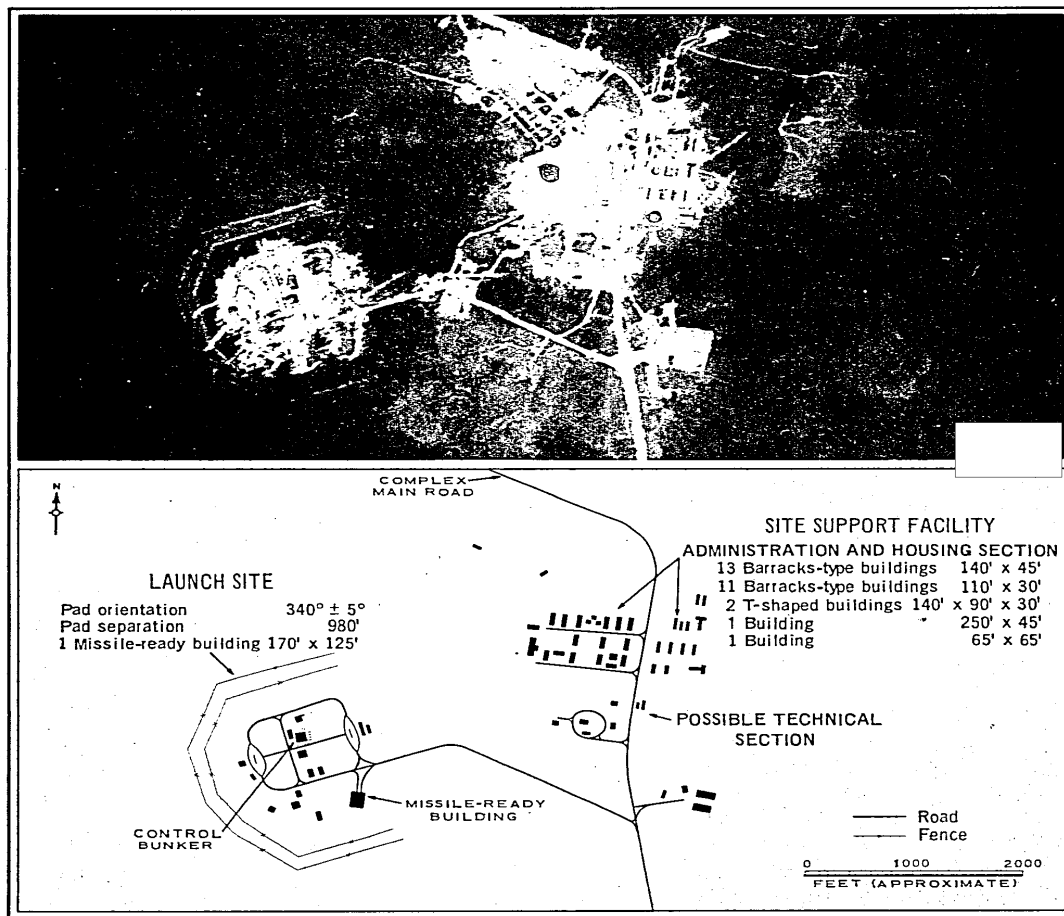 COMPLEX
MAIN ROAD
N
SITE SUPPORT FACILITY
ADMINISTRATION AND HOUSING SECTION
13 Barracks-type buildings 140' x 45'
11 Barracks-type buildings 110' x 30'
2 T-shaped buildings 140' x 90' x 30'
1 Building 250' x 45'
1 Building 65' x 65'
LAUNCH SITE
Pad orientation 340° ± 5°
Pad separation 980'
1 Missile-ready building 170' x 125'
POSSIBLE TECHNICAL
SECTION
MISSILE-READY
BUILDING
CONTROL
BUNKER
Road
Fence
0 1000 2000
FEET (APPROXIMATE)